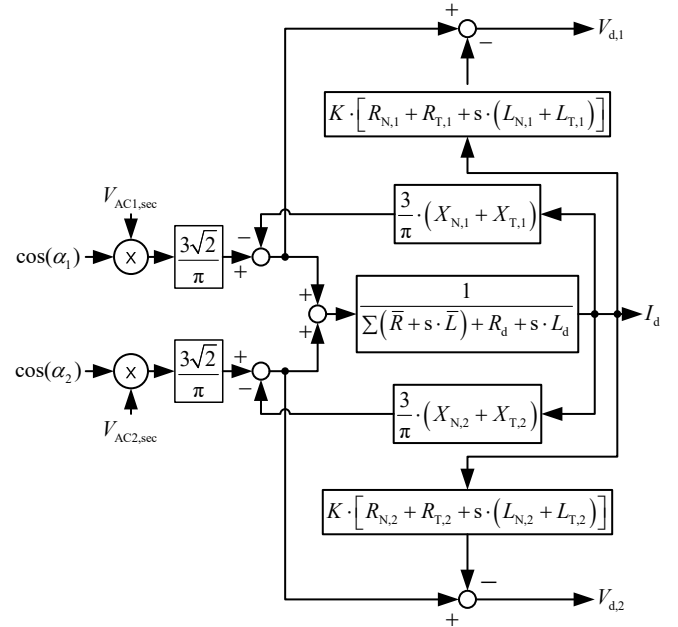 +
−
V_{d,1}
K·[R_{N,1} + R_{T,1} + s·(L_{N,1} + L_{T,1})]
V_{AC1,sec}
3/π·(X_{N,1} + X_{T,1})
cos(α_1)
x
3√2/π
−
+
+
+
1/(∑(R̅ + s·L̅) + R_d + s·L_d)
I_d
cos(α_2)
x
3√2/π
+
−
V_{AC2,sec}
3/π·(X_{N,2} + X_{T,2})
K·[R_{N,2} + R_{T,2} + s·(L_{N,2} + L_{T,2})]
−
+
V_{d,2}